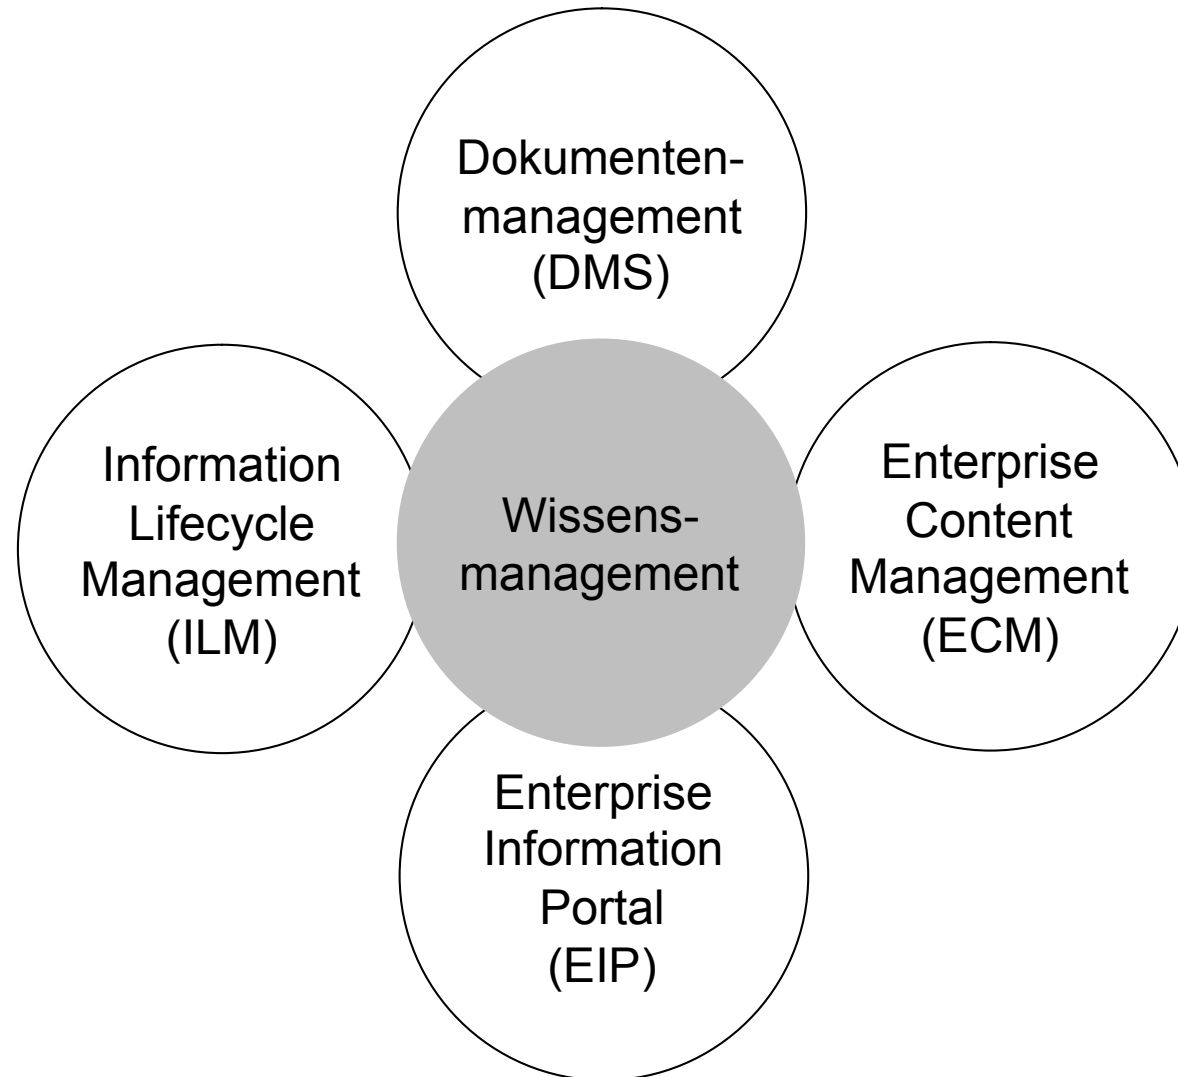 Dokumenten-
management
(DMS)
Information
Lifecycle
Management
(ILM)
Wissens-
management
Enterprise
Content
Management
(ECM)
Enterprise
Information
Portal
(EIP)